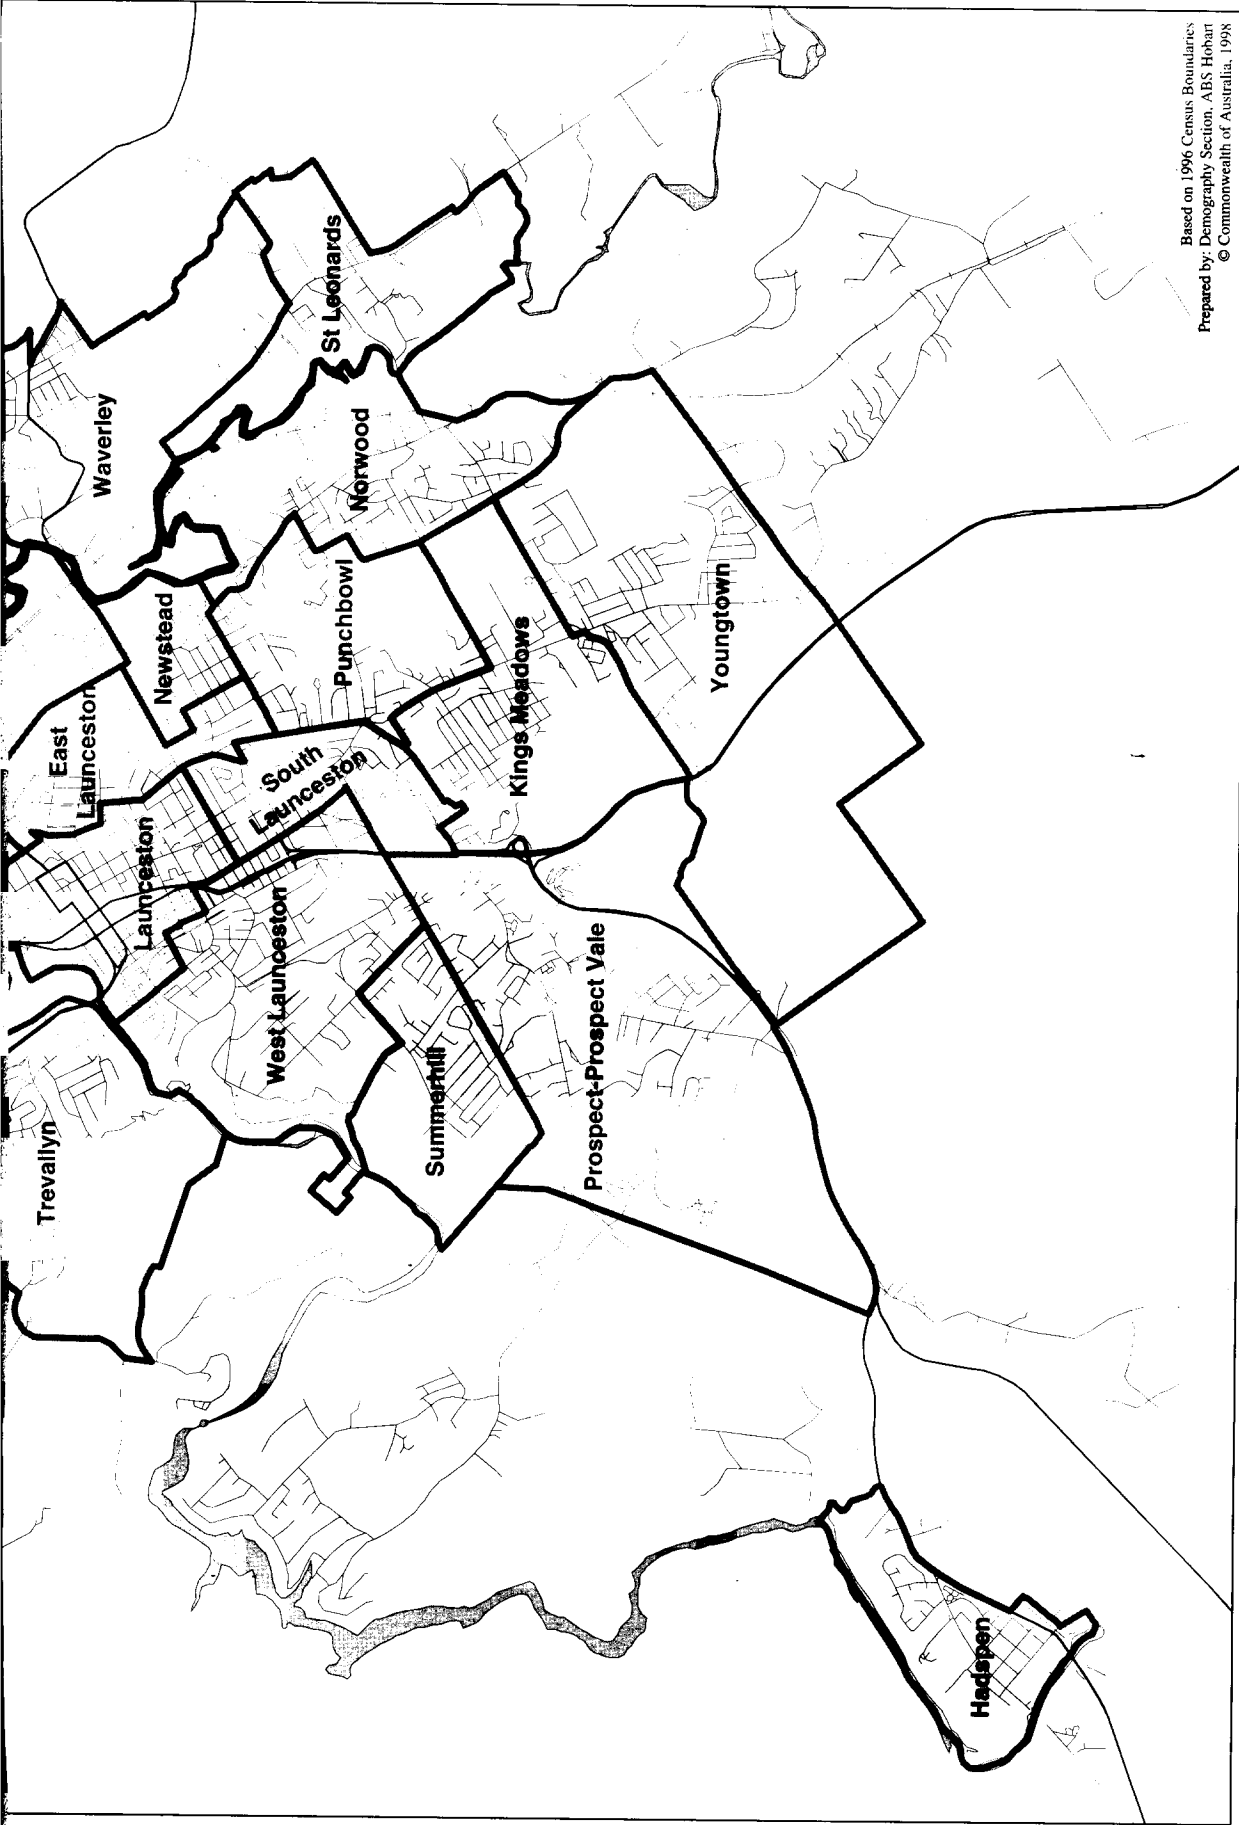 Trevallyn
Launceston
East
Launceston
Newstead
Waverley
West Launceston
South
Launceston
Punchbowl
St Leonards
Norwood
Summerhill
Kings Meadows
Prospect-Prospect Vale
Youngtown
Hadspen
Based on 1996 Census Boundaries
Prepared by: Demography Section, ABS Hobart
© Commonwealth of Australia, 1998